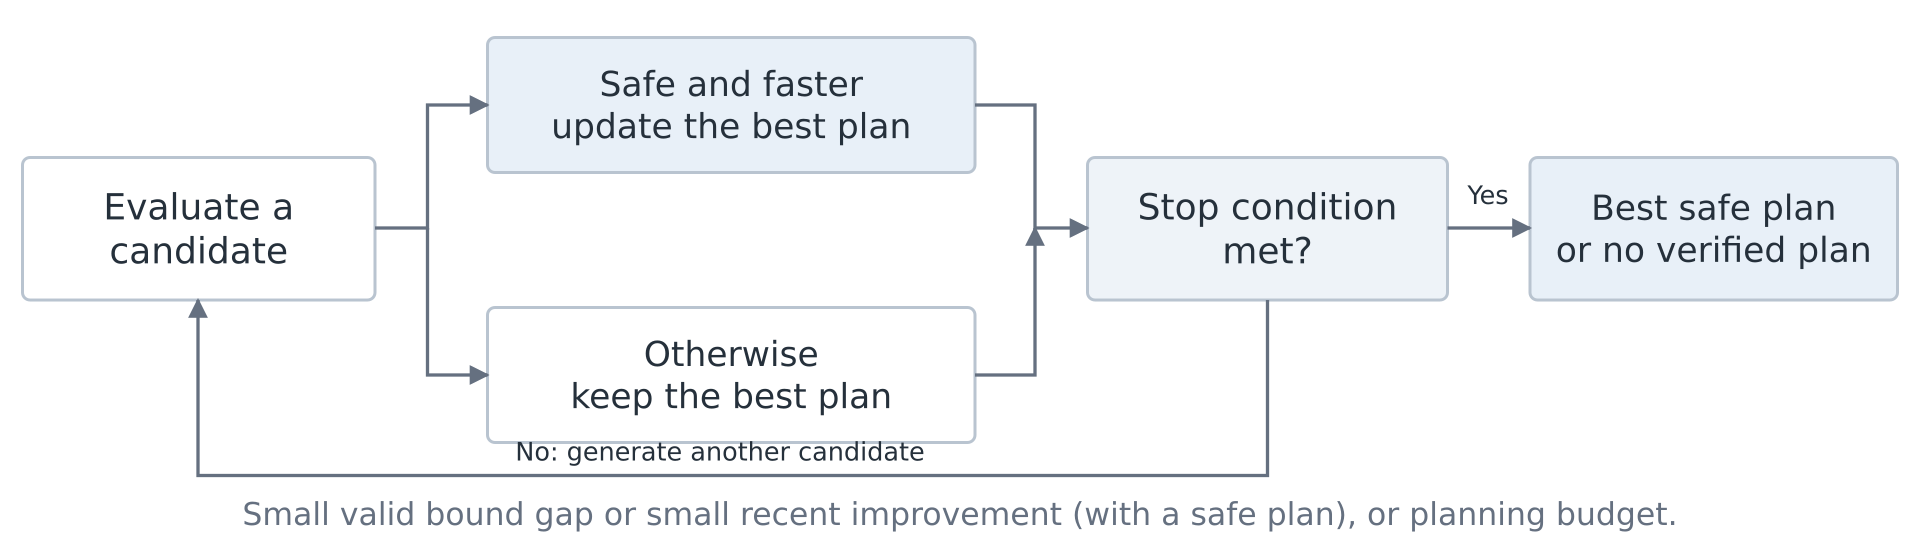 Safe and faster
update the best plan
Evaluate a
candidate
Stop condition
met?
Yes
Best safe plan
or no verified plan
Otherwise
keep the best plan
No: generate another candidate
Small valid bound gap or small recent improvement (with a safe plan), or planning budget.